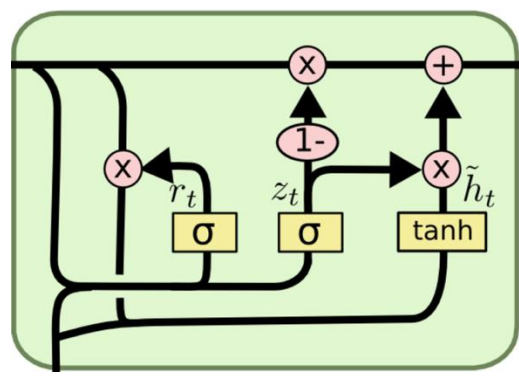 x
+
1-
x
r_t
z_t
x
h̃_t
σ
σ
tanh